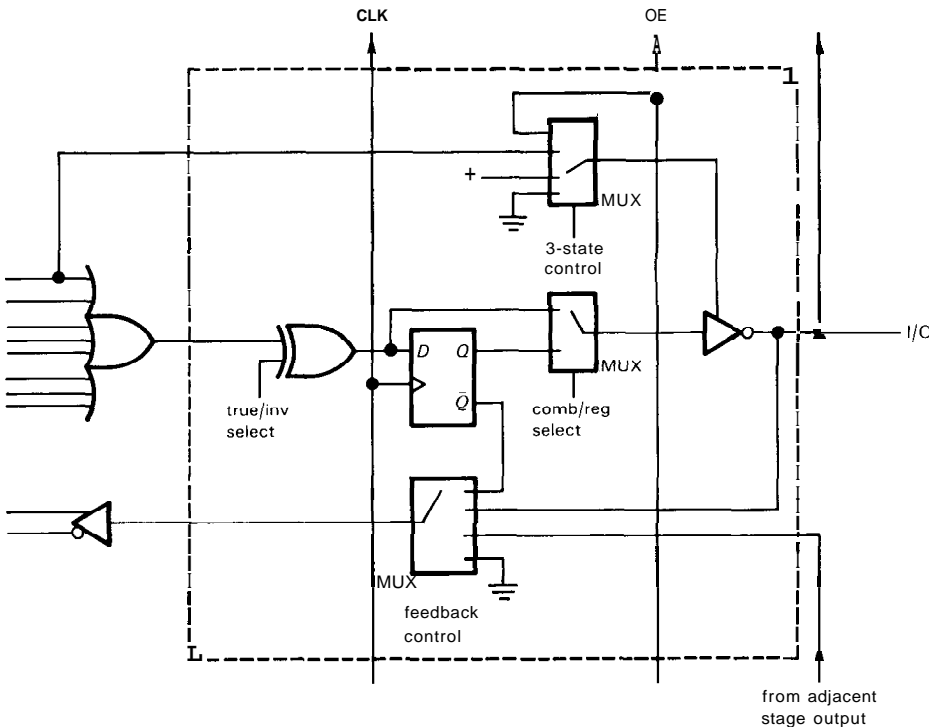 CLK
OE
+
MUX
3-state
control
I/O
D Q
MUX
Q̄
true/inv
select
comb/reg
select
MUX
feedback
control
from adjacent
stage output